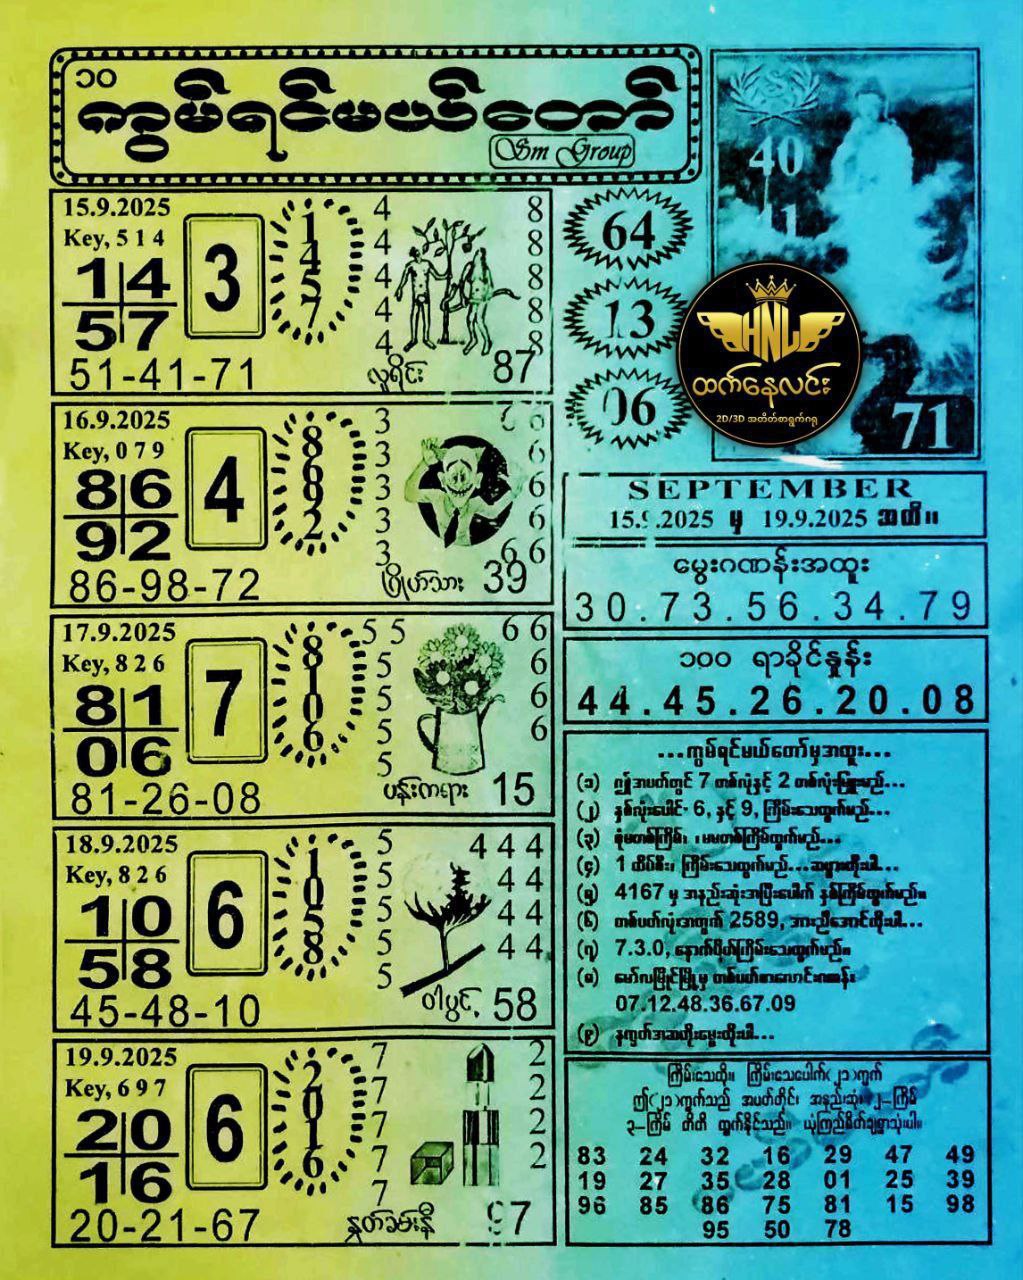 ၁၀
ကွမ်ရင်မယ်တော်
Sm Group
15.9.2025
Key, 5 1 4
1 4
5 7
3
1
4
5
7
4 8
4 8
4 8
4 8
4 8
လူရိုင်း 87
51-41-71
16.9.2025
Key, 0 7 9
8 6
9 2
4
8
6
9
2
3 6 6
3 6
3 6
3 6
3 6 6
ဗြိုဟ်သား 39
86-98-72
17.9.2025
Key, 8 2 6
8 1
0 6
7
8
1
0
6
5 5 6 6
5 6
5 6
5 6
5
ပန်းကရား 15
81-26-08
18.9.2025
Key, 8 2 6
1 0
5 8
6
1
0
5
8
5 4 4 4
5 4 4
5 4 4
5 4 4
5
ဝါပွင့် 58
45-48-10
19.9.2025
Key, 6 9 7
2 0
1 6
6
2
0
1
6
7 2
7 2
7 2
7 2
7 2
နှုတ်ခမ်းနီ 97
20-21-67
64
13
06
40
71
HNL
ထက်နေလင်း
2D/3D အတိတ်စာရွက်ဂရု
SEPTEMBER
15.9.2025 မှ 19.9.2025 အထိ။
မွေးဂဏန်းအထူး
30.73.56.34.79
၁၀၀ ရာခိုင်နှုန်း
44.45.26.20.08
...ကွမ်ရင်မယ်တော်မှအထူး...
(၁) ဤအပတ်တွင် 7 တစ်လုံးနှင့် 2 တစ်လုံးမြူးမည်...
(၂) နှစ်လုံးပေါင်း 6, နှင့် 9, ကြိမ်းသေထွက်မည်...
(၃) စုံမတစ်ကြိမ်၊ မမတစ်ကြိမ်ထွက်မည်...
(၄) 1 ထိပ်စီး၊ ကြိမ်းသေထွက်မည်...
(၅) 4167 မှ အနည်းဆုံးအပြီးပေါက် နှစ်ကြိမ်ထွက်မည်။
(၆) တစ်ပတ်လုံးအတွက် 2589, အားညီအောင်ထိုးပါ...
(၇) 7.3.0, နောက်ပိတ်ကြိမ်းသေထွက်မည်။
(၈) မော်လမြိုင်မြို့မှ တစ်ပတ်စာလောင်းဂဏန်း
07.12.48.36.67.09
(၉) နက္ခတ်အဆတိုးမွေးထိုးပါ...
ကြိမ်းသေထိုး။ ကြိမ်းသေပေါက်(၂၁)ကွက်
ဤ(၂၁)ကွက်သည် အပတ်တိုင်း အနည်းဆုံး ၂-ကြိမ်
၃-ကြိမ် တိတိ ထွက်နိုင်သည်။ ယုံကြည်စိတ်ချစွာသုံးပါ။
83 24 32 16 29 47 49
19 27 35 28 01 25 39
96 85 86 75 81 15 98
95 50 78